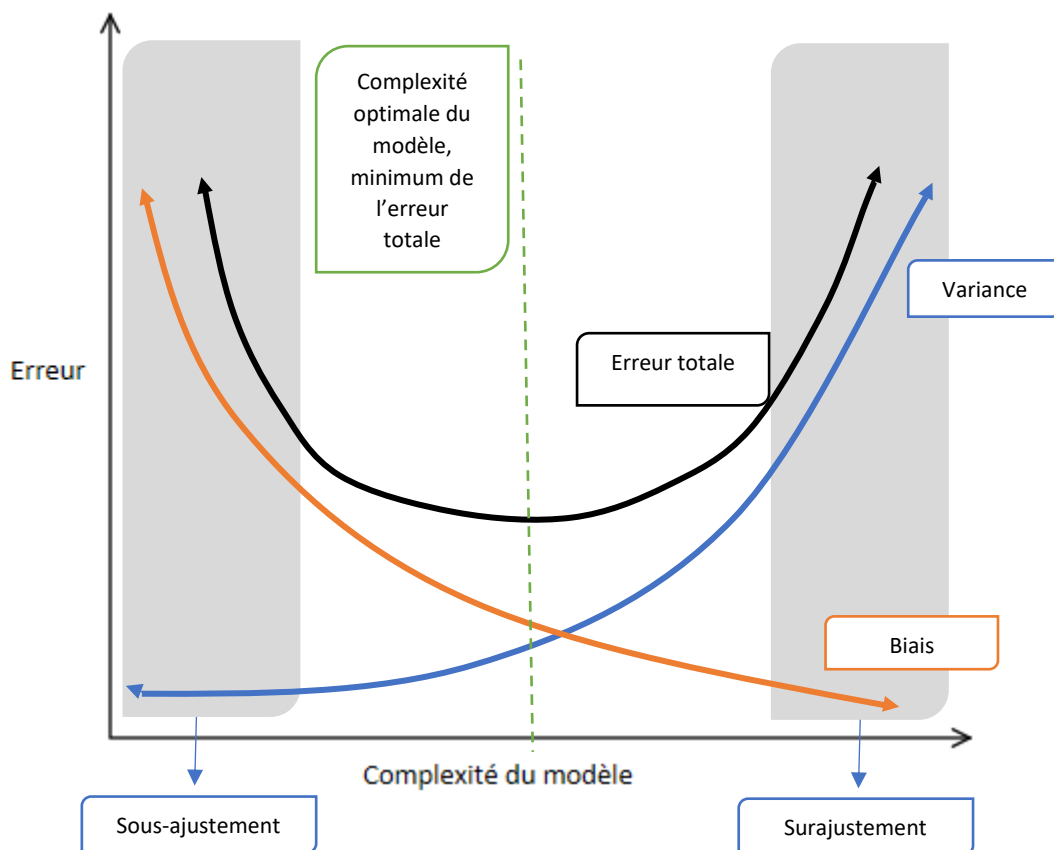 Complexité
optimale du
modèle,
minimum de
l’erreur
totale
Variance
Erreur totale
Erreur
Biais
Complexité du modèle
Sous-ajustement
Surajustement